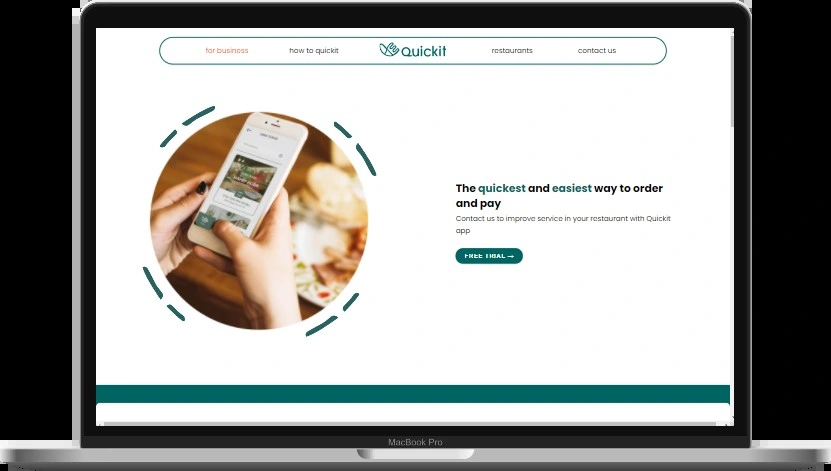 for business how to quickit Quickit restaurants contact us
The quickest and easiest way to order
and pay
Contact us to improve service in your restaurant with Quickit
app
FREE TRIAL →
MacBook Pro